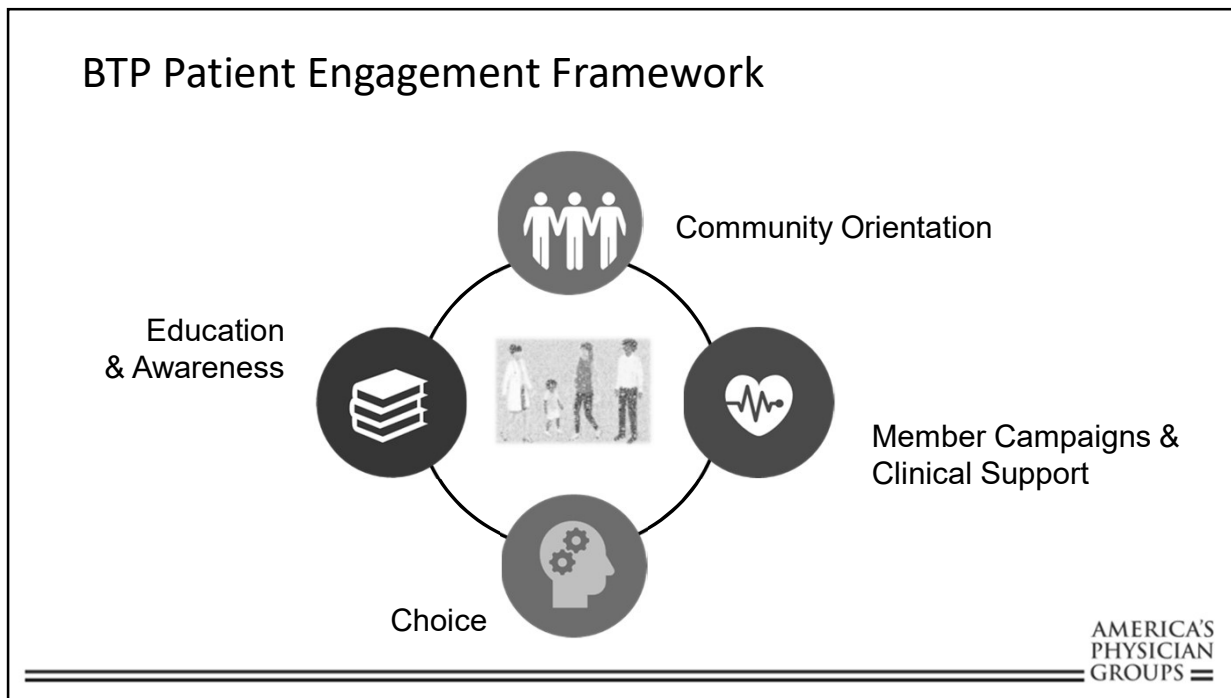 BTP Patient Engagement Framework
Community Orientation
Education
& Awareness
Member Campaigns &
Clinical Support
Choice
AMERICA'S
PHYSICIAN
GROUPS